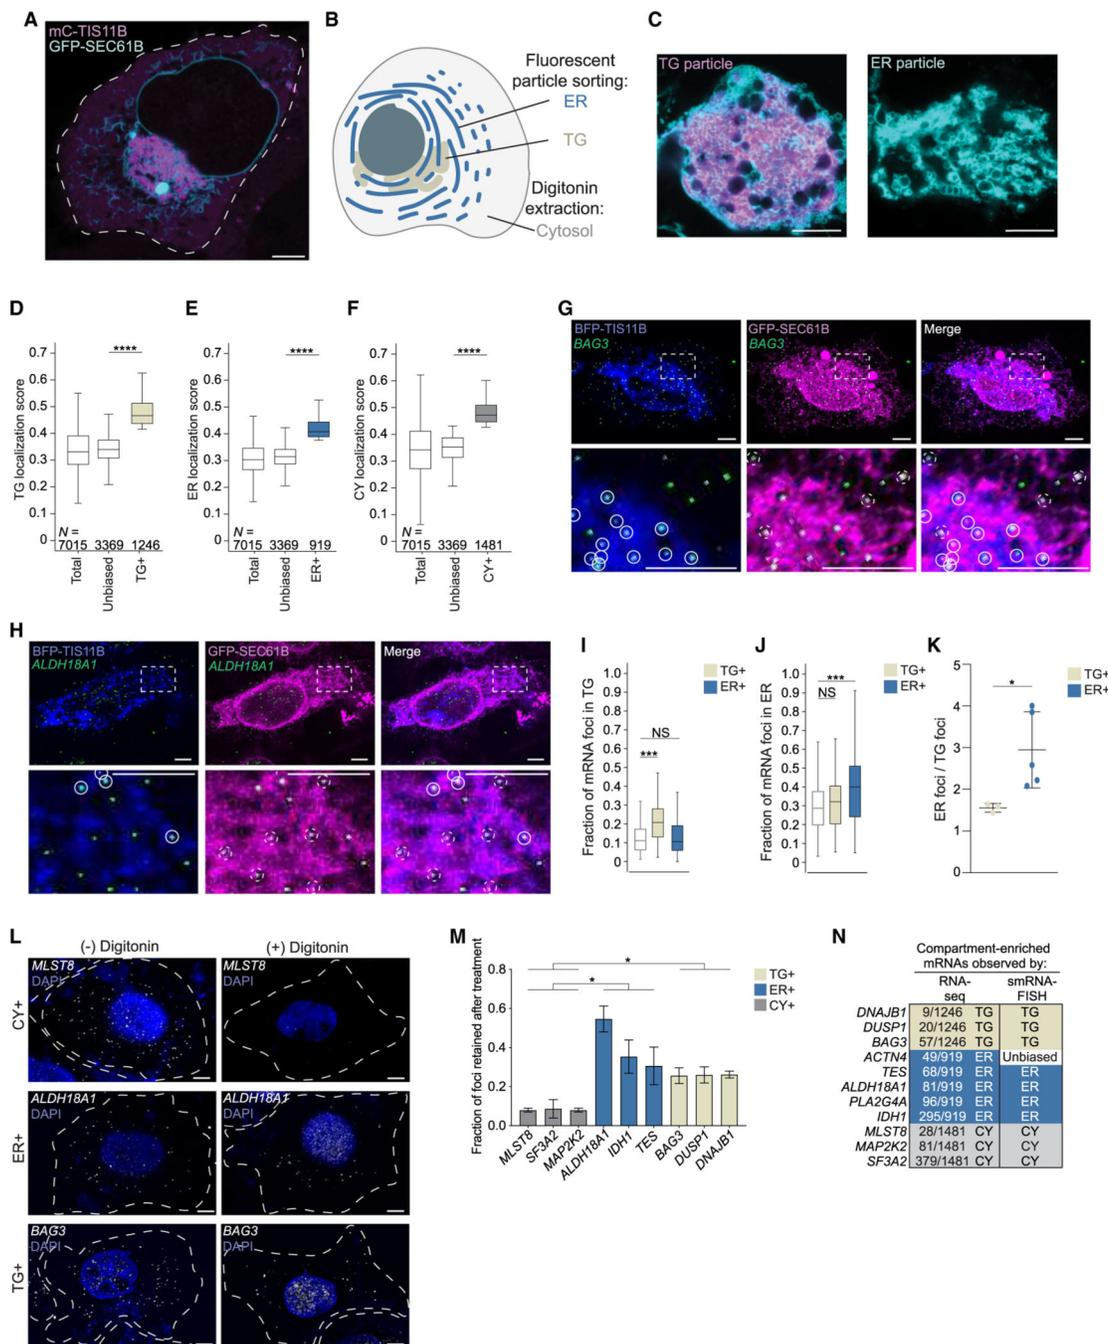 A
mC-TIS11B
GFP-SEC61B
B
Fluorescent
particle sorting:
ER
TG
Digitonin
extraction:
Cytosol
C
TG particle
ER particle
D
TG localization score
0.7
0.6
0.5
0.4
0.3
0.2
0.1
0
****
N =
7015 3369 1246
Total
Unbiased
TG+
E
ER localization score
0.7
0.6
0.5
0.4
0.3
0.2
0.1
0
****
N =
7015 3369 919
Total
Unbiased
ER+
F
CY localization score
0.7
0.6
0.5
0.4
0.3
0.2
0.1
0
****
N =
7015 3369 1481
Total
Unbiased
CY+
G
BFP-TIS11B
BAG3
GFP-SEC61B
BAG3
Merge
H
BFP-TIS11B
ALDH18A1
GFP-SEC61B
ALDH18A1
Merge
I
Fraction of mRNA foci in TG
1.0
0.9
0.8
0.7
0.6
0.5
0.4
0.3
0.2
0.1
0
NS
***
TG+
ER+
J
Fraction of mRNA foci in ER
1.0
0.9
0.8
0.7
0.6
0.5
0.4
0.3
0.2
0.1
0
***
NS
TG+
ER+
K
ER foci / TG foci
5
4
3
2
1
0
*
TG+
ER+
L
(-) Digitonin
(+) Digitonin
CY+
MLST8
DAPI
MLST8
DAPI
ER+
ALDH18A1
DAPI
ALDH18A1
DAPI
TG+
BAG3
DAPI
BAG3
DAPI
M
Fraction of foci retained after treatment
0.8
0.6
0.4
0.2
0.0
*
*
TG+
ER+
CY+
MLST8
SF3A2
MAP2K2
ALDH18A1
IDH1
TES
BAG3
DUSP1
DNAJB1
N
Compartment-enriched
mRNAs observed by:
RNA-
seq
smRNA-
FISH
DNAJB1 9/1246 TG TG
DUSP1 20/1246 TG TG
BAG3 57/1246 TG TG
ACTN4 49/919 ER Unbiased
TES 68/919 ER ER
ALDH18A1 81/919 ER ER
PLA2G4A 96/919 ER ER
IDH1 295/919 ER ER
MLST8 28/1481 CY CY
MAP2K2 81/1481 CY CY
SF3A2 379/1481 CY CY